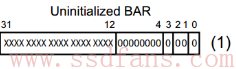 Uninitialized BAR
31 12 4 3 2 1 0
XXXX XXXX XXXX XXXX XXXX 00000000 0 0 0 (1)
www.ssdfans.com